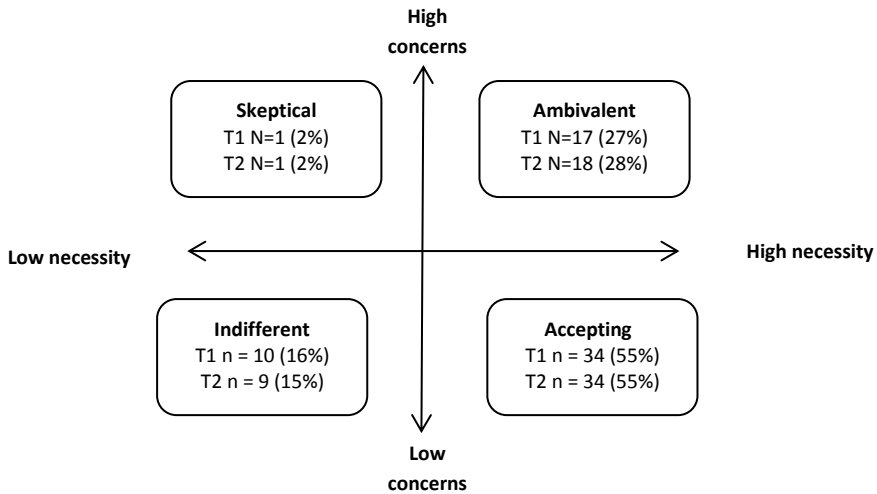 High
concerns
Skeptical
T1 N=1 (2%)
T2 N=1 (2%)
Ambivalent
T1 N=17 (27%)
T2 N=18 (28%)
Low necessity
High necessity
Indifferent
T1 n = 10 (16%)
T2 n = 9 (15%)
Accepting
T1 n = 34 (55%)
T2 n = 34 (55%)
Low
concerns